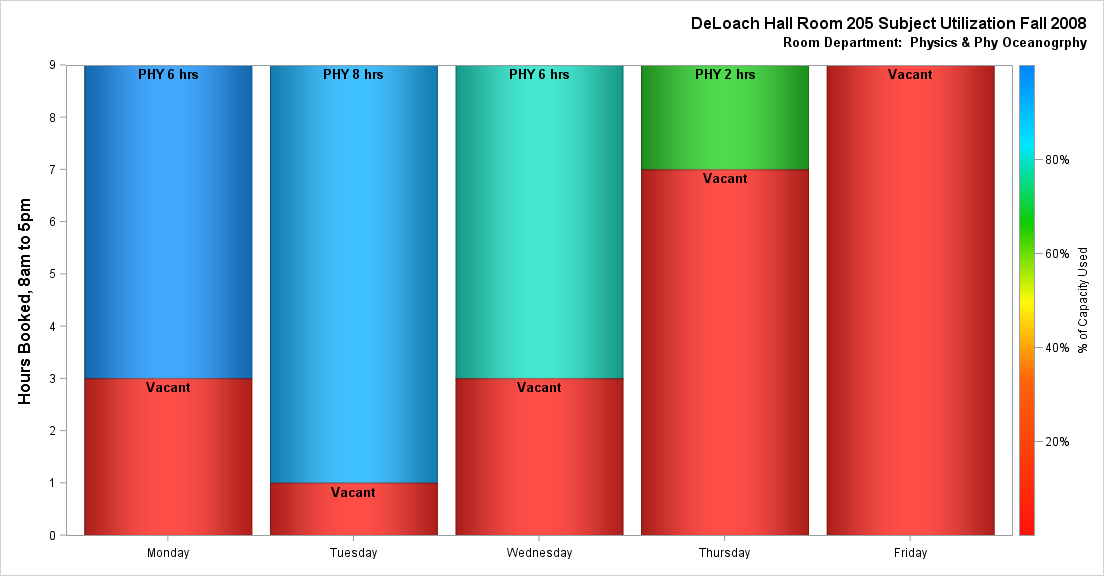 DeLoach Hall Room 205 Subject Utilization Fall 2008
Room Department:  Physics & Phy Oceanogrphy
Hours Booked, 8am to 5pm
9
8
7
6
5
4
3
2
1
0
PHY 6 hrs
Vacant
PHY 8 hrs
Vacant
PHY 6 hrs
Vacant
PHY 2 hrs
Vacant
Vacant
Monday
Tuesday
Wednesday
Thursday
Friday
80%
60%
40%
20%
% of Capacity Used